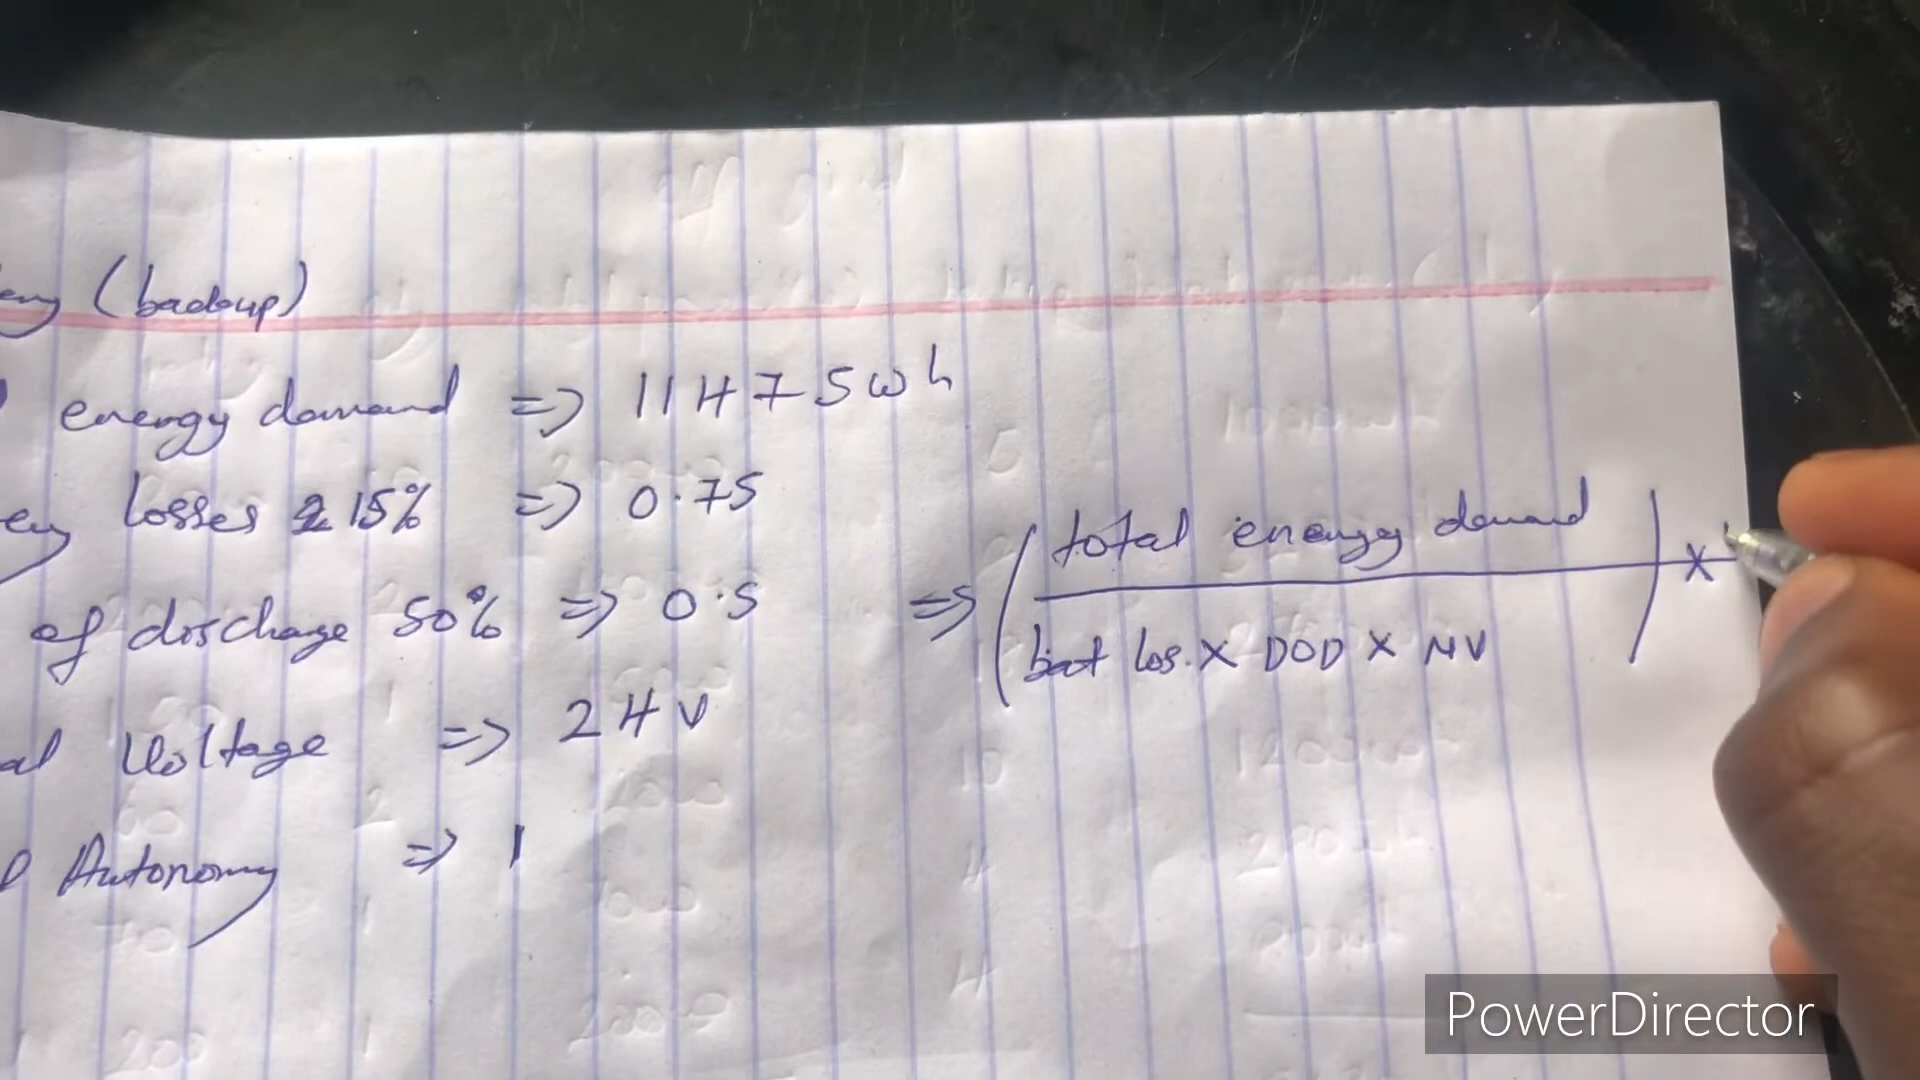 (backup)
energy demand => 11475wh
losses 15% => 0.75
of discharge 50% => 0.5
=> ( total energy demand ) ×
bat los. × DOD × NV
Voltage => 24V
Autonomy => 1
PowerDirector